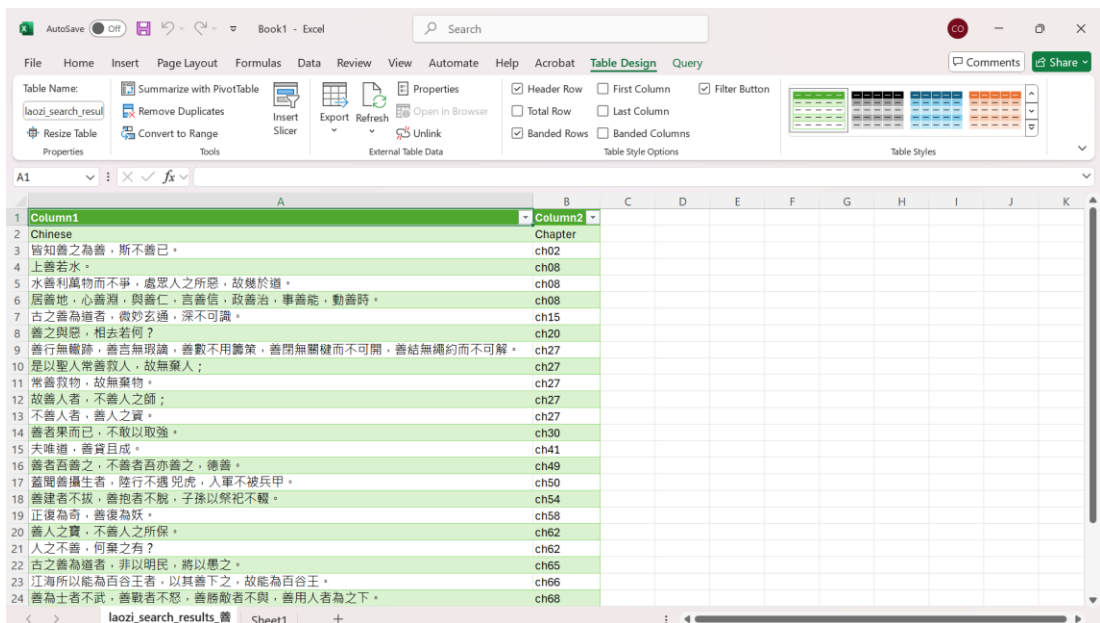 AutoSave Off Book1 - Excel Search CO
File Home Insert Page Layout Formulas Data Review View Automate Help Acrobat Table Design Query Comments Share
Table Name: Summarize with PivotTable Properties Header Row First Column Filter Button
laozi_search_resul Remove Duplicates Insert Slicer Export Refresh Open in Browser Total Row Last Column
Resize Table Convert to Range Unlink Banded Rows Banded Columns
Properties Tools External Table Data Table Style Options Table Styles
A1 fx
A B C D E F G H I J K
1 Column1 Column2
2 Chinese Chapter
3 皆知善之為善，斯不善已。 ch02
4 上善若水。 ch08
5 水善利萬物而不爭，處眾人之所惡，故幾於道。 ch08
6 居善地，心善淵，與善仁，言善信，政善治，事善能，動善時。 ch08
7 古之善為道者，微妙玄通，深不可識。 ch15
8 善之與惡，相去若何？ ch20
9 善行無轍跡，善言無瑕讁，善數不用籌策，善閉無關楗而不可開，善結無繩約而不可解。 ch27
10 是以聖人常善救人，故無棄人； ch27
11 常善救物，故無棄物。 ch27
12 故善人者，不善人之師； ch27
13 不善人者，善人之資。 ch27
14 善者果而已，不敢以取強。 ch30
15 夫唯道，善貸且成。 ch41
16 善者吾善之，不善者吾亦善之，德善。 ch49
17 蓋聞善攝生者，陸行不遇兕虎，入軍不被兵甲。 ch50
18 善建者不拔，善抱者不脫，子孫以祭祀不輟。 ch54
19 正復為奇，善復為妖。 ch58
20 善人之寶，不善人之所保。 ch62
21 人之不善，何棄之有？ ch62
22 古之善為道者，非以明民，將以愚之。 ch65
23 江海所以能為百谷王者，以其善下之，故能為百谷王。 ch66
24 善為士者不武，善戰者不怒，善勝敵者不與，善用人者為之下。 ch68
laozi_search_results_善 Sheet1